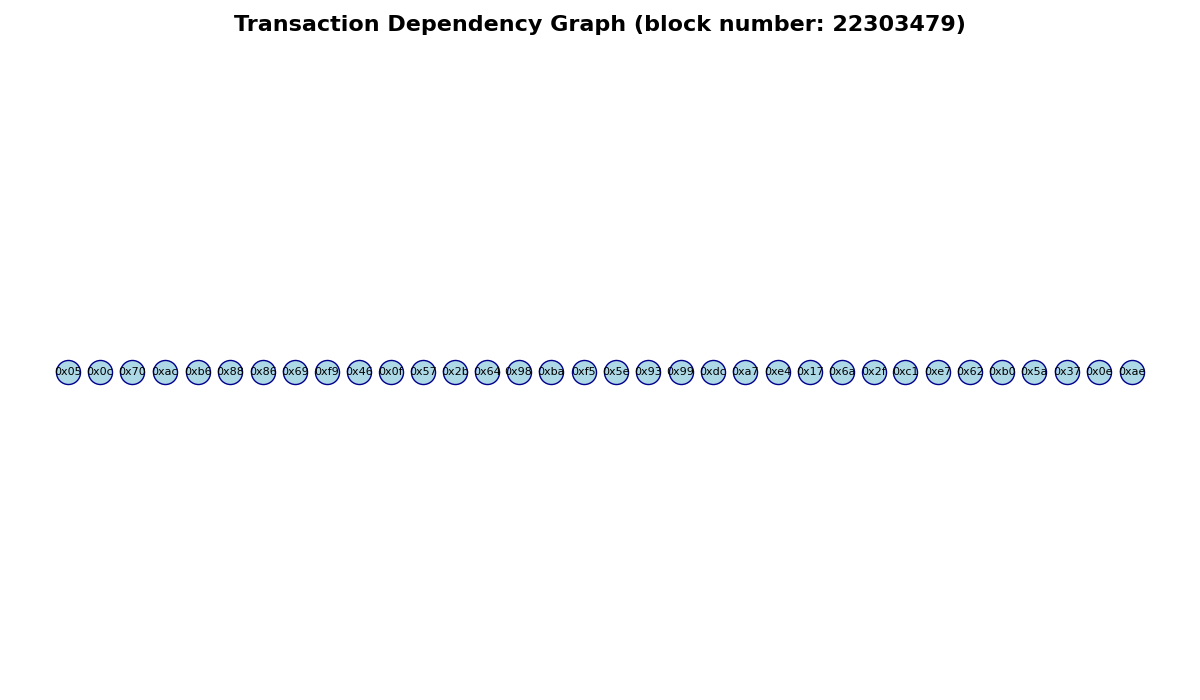 Transaction Dependency Graph (block number: 22303479)
0x05 0x0c 0x70 0xac 0xb6 0x88 0x86 0x69 0xf9 0x46 0x0f 0x57 0x2b 0x64 0x98 0xba 0xf5 0x5e 0x93 0x99 0xdc 0xa7 0xe4 0x17 0x6a 0x2f 0xc1 0xe7 0x62 0xb0 0x5a 0x37 0x0e 0xae